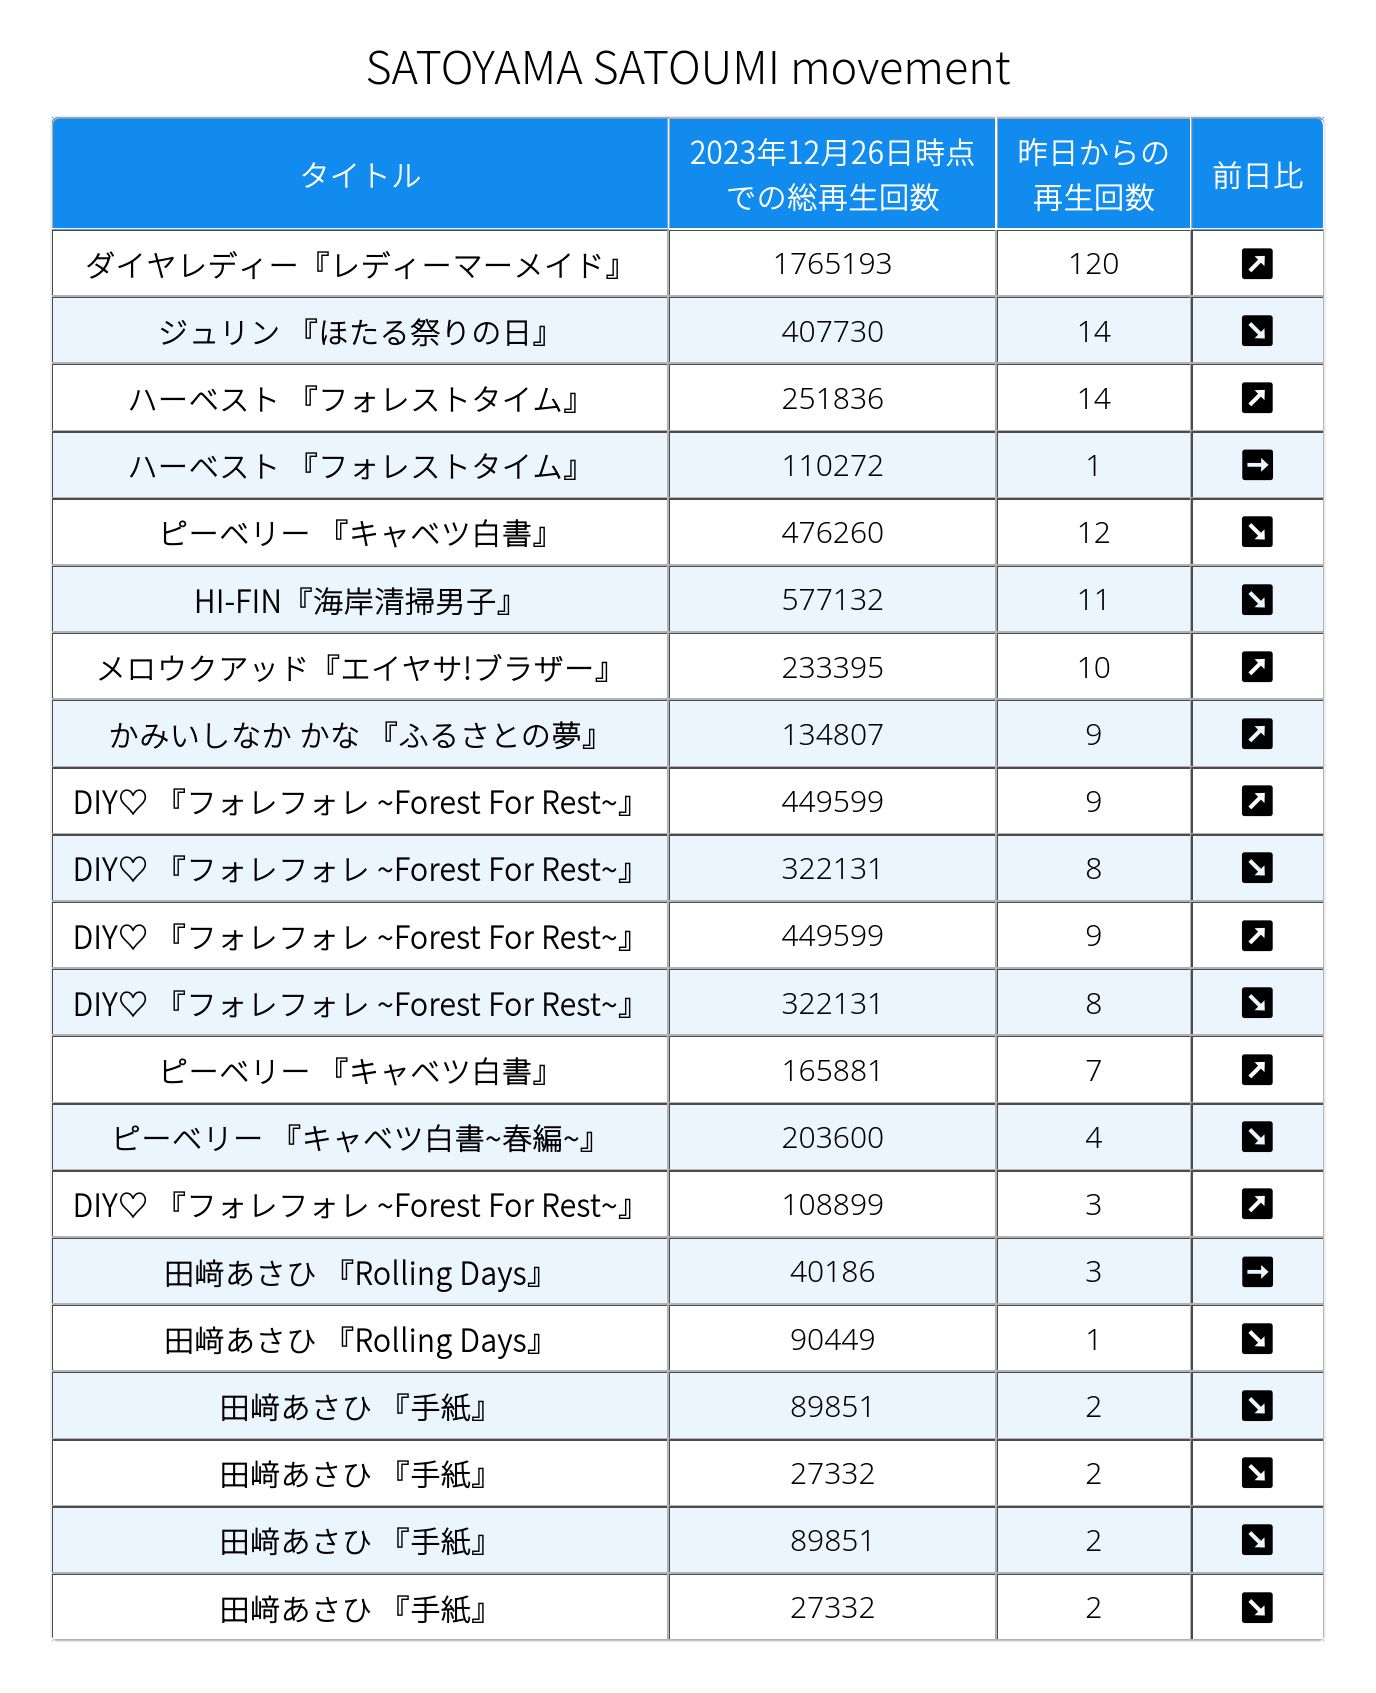 SATOYAMA SATOUMI movement
タイトル 2023年12月26日時点での総再生回数 昨日からの再生回数 前日比
ダイヤレディー『レディーマーメイド』 1765193 120 ↗
ジュリン 『ほたる祭りの日』 407730 14 ↘
ハーベスト 『フォレストタイム』 251836 14 ↗
ハーベスト 『フォレストタイム』 110272 1 →
ピーベリー 『キャベツ白書』 476260 12 ↘
HI-FIN『海岸清掃男子』 577132 11 ↘
メロウクアッド『エイヤサ!ブラザー』 233395 10 ↗
かみいしなか かな 『ふるさとの夢』 134807 9 ↗
DIY♡ 『フォレフォレ ~Forest For Rest~』 449599 9 ↗
DIY♡ 『フォレフォレ ~Forest For Rest~』 322131 8 ↘
DIY♡ 『フォレフォレ ~Forest For Rest~』 449599 9 ↗
DIY♡ 『フォレフォレ ~Forest For Rest~』 322131 8 ↘
ピーベリー 『キャベツ白書』 165881 7 ↗
ピーベリー 『キャベツ白書~春編~』 203600 4 ↘
DIY♡ 『フォレフォレ ~Forest For Rest~』 108899 3 ↗
田﨑あさひ 『Rolling Days』 40186 3 →
田﨑あさひ 『Rolling Days』 90449 1 ↘
田﨑あさひ 『手紙』 89851 2 ↘
田﨑あさひ 『手紙』 27332 2 ↘
田﨑あさひ 『手紙』 89851 2 ↘
田﨑あさひ 『手紙』 27332 2 ↘